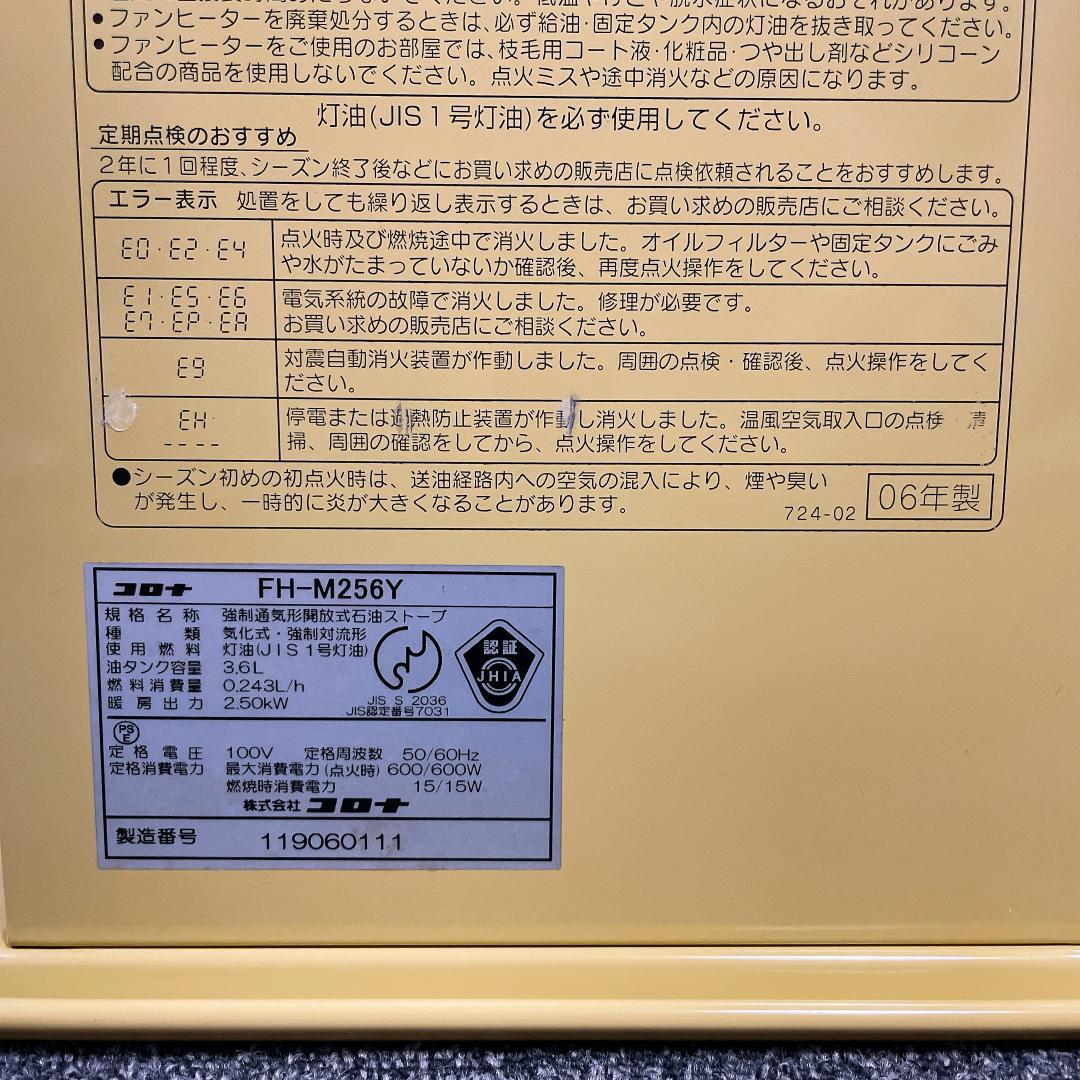 ファンヒーターを廃棄処分するときは、必ず給油・固定タンク内の灯油を抜き取ってください。
●ファンヒーターをご使用のお部屋では、枝毛用コート液・化粧品・つや出し剤などシリコーン
配合の商品を使用しないでください。点火ミスや途中消火などの原因になります。
灯油(JIS1号灯油)を必ず使用してください。
定期点検のおすすめ
2年に1回程度、シーズン終了後などにお買い求めの販売店に点検依頼されることをおすすめします。
エラー表示 処置をしても繰り返し表示するときは、お買い求めの販売店にご相談ください。
E0・E2・E4
点火時及び燃焼途中で消火しました。オイルフィルターや固定タンクにごみ
や水がたまっていないか確認後、再度点火操作をしてください。
E1・E5・E6
E7・EP・EA
電気系統の故障で消火しました。修理が必要です。
お買い求めの販売店にご相談ください。
E9
対震自動消火装置が作動しました。周囲の点検・確認後、点火操作をしてく
ださい。
EH・
----
停電または過熱防止装置が作動し消火しました。温風空気取入口の点検 清
掃、周囲の確認をしてから、点火操作をしてください。
●シーズン初めの初点火時は、送油経路内への空気の混入により、煙や臭い
が発生し、一時的に炎が大きくなることがあります。
724-02 06年製
コロナ FH-M256Y
規格名称 強制通気形開放式石油ストーブ
種類 気化式・強制対流形
使用燃料 灯油(JIS1号灯油)
油タンク容量 3.6L
燃料消費量 0.243L/h
暖房出力 2.50kW
JIS S 2036
JIS認定番号7031
認証
JHIA
PS
E
定格電圧 100V 定格周波数 50/60Hz
定格消費電力 最大消費電力(点火時) 600/600W
燃焼時消費電力 15/15W
株式会社コロナ
製造番号 119060111